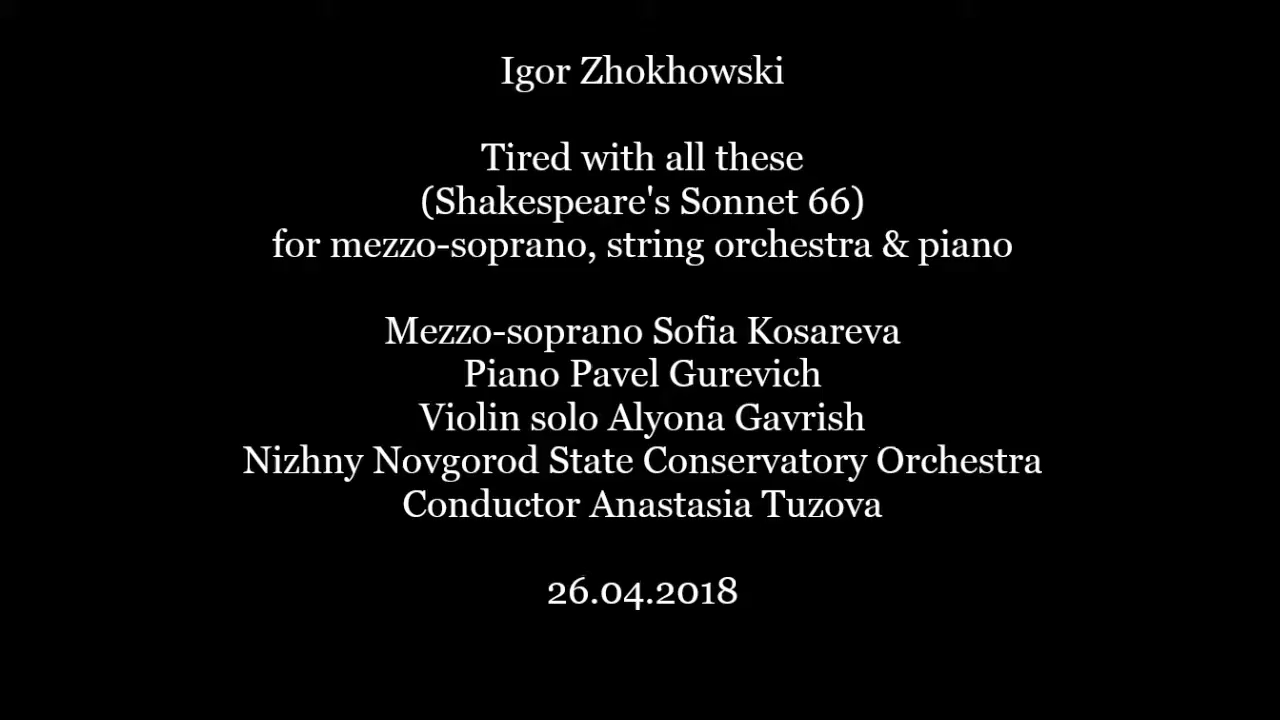 Igor Zhokhowski
Tired with all these
(Shakespeare's Sonnet 66)
for mezzo-soprano, string orchestra & piano
Mezzo-soprano Sofia Kosareva
Piano Pavel Gurevich
Violin solo Alyona Gavrish
Nizhny Novgorod State Conservatory Orchestra
Conductor Anastasia Tuzova
26.04.2018